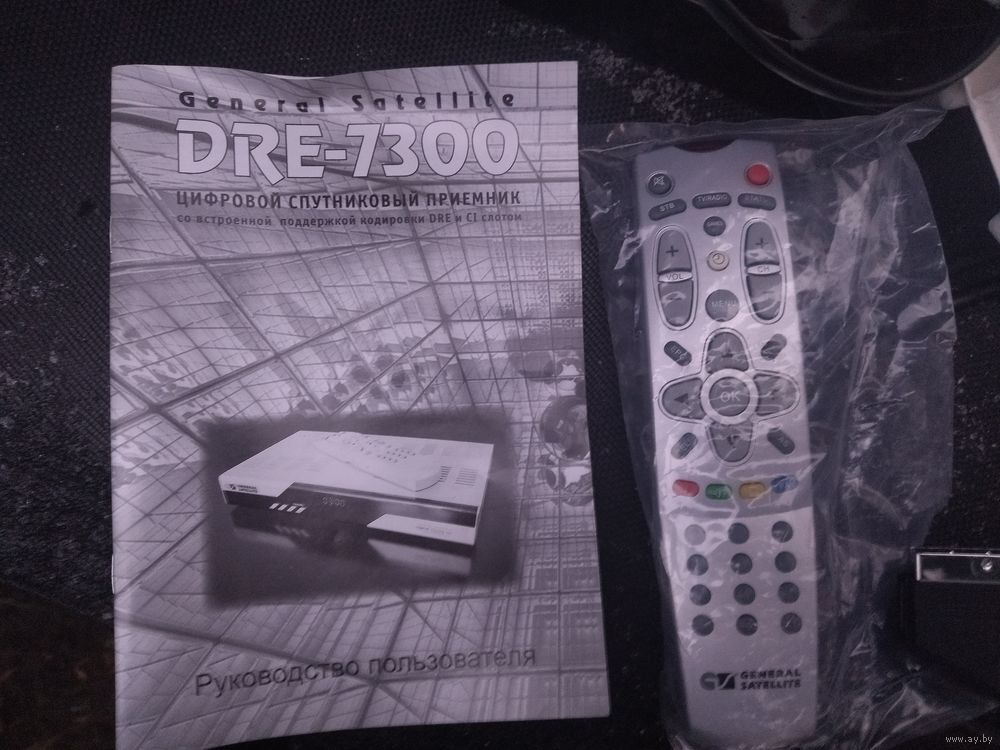 General Satellite
DRE-7300
ЦИФРОВОЙ СПУТНИКОВЫЙ ПРИЕМНИК
со встроенной поддержкой кодировки DRE и CI слотом
Руководство пользователя
STB
TV/RADIO
+
+
VOL
CH
MENU
EPG
OK
GENERAL
SATELLITE
www.ay.by